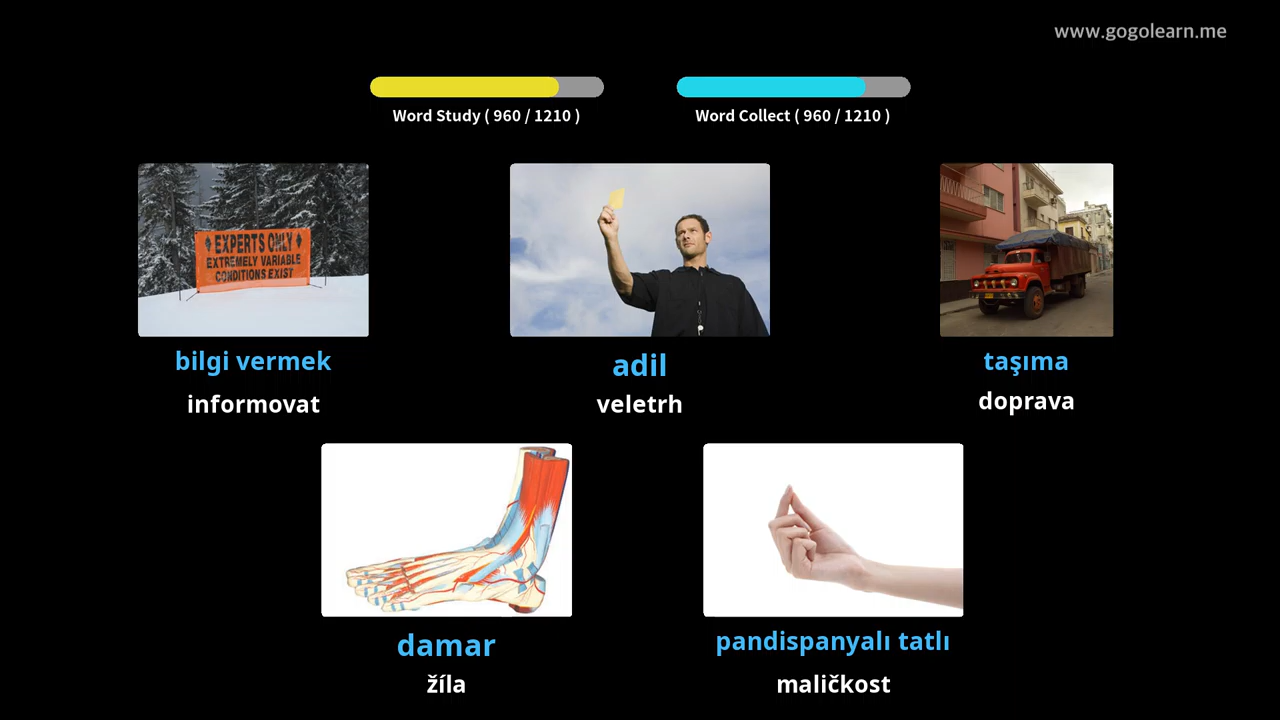 www.gogolearn.me
Word Study ( 960 / 1210 )
Word Collect ( 960 / 1210 )
EXPERTS ONLY
EXTREMELY VARIABLE
CONDITIONS EXIST
bilgi vermek
informovat
adil
veletrh
taşıma
doprava
damar
žíla
pandispanyalı tatlı
maličkost